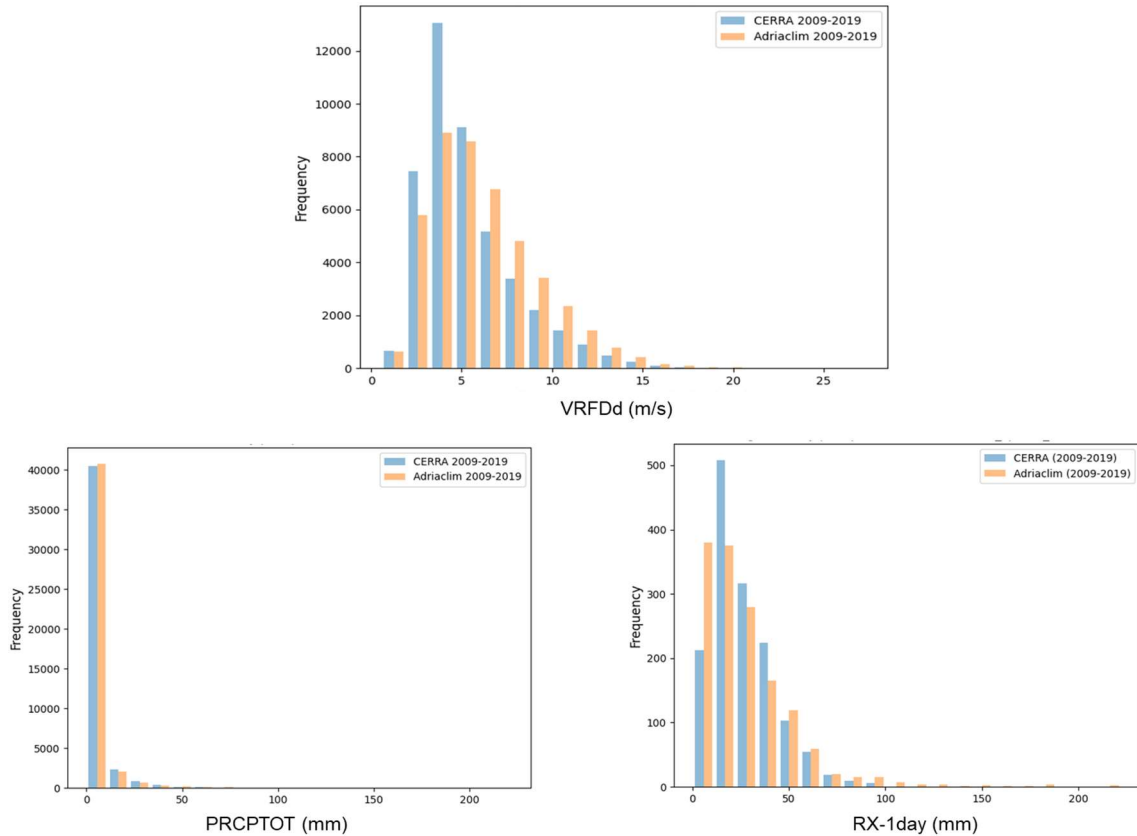 CERRA 2009-2019
Adriaclim 2009-2019
12000
10000
8000
6000
4000
2000
0
Frequency
0 5 10 15 20 25
VRFDd (m/s)
CERRA 2009-2019
Adriaclim 2009-2019
40000
35000
30000
25000
20000
15000
10000
5000
0
Frequency
0 50 100 150 200
PRCPTOT (mm)
CERRA (2009-2019)
Adriaclim (2009-2019)
500
400
300
200
100
0
Frequency
0 50 100 150 200
RX-1day (mm)